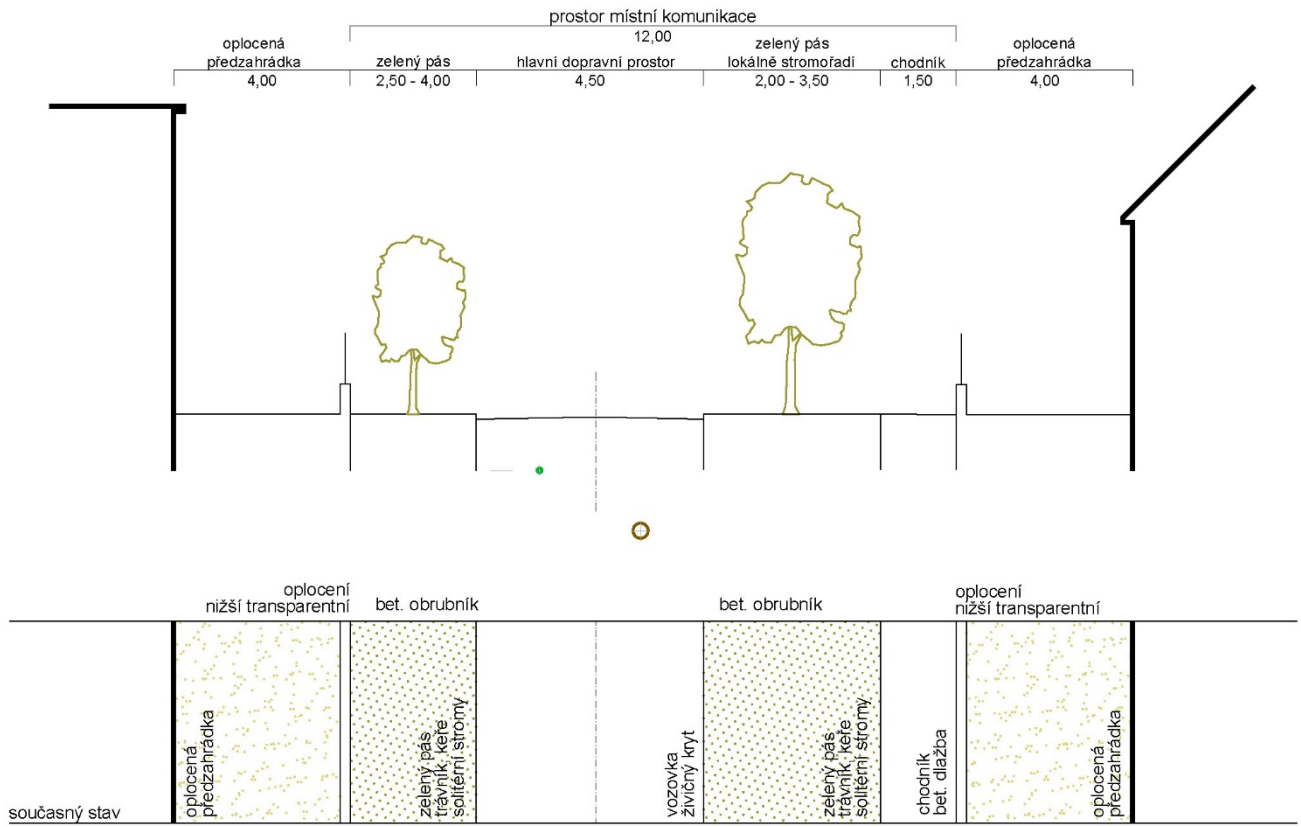 prostor místní komunikace
12,00
oplocená
předzahrádka
4,00
zelený pás
2,50 - 4,00
hlavní dopravní prostor
4,50
zelený pás
lokálně stromořadí
2,00 - 3,50
chodník
1,50
oplocená
předzahrádka
4,00
oplocení
nižší transparentní
bet. obrubník
bet. obrubník
oplocení
nižší transparentní
oplocená
předzahrádka
zelený pás
trávník, keře
solitérní stromy
vozovka
živičný kryt
zelený pás
trávník, keře
solitérní stromy
chodník
bet. dlažba
oplocená
předzahrádka
současný stav